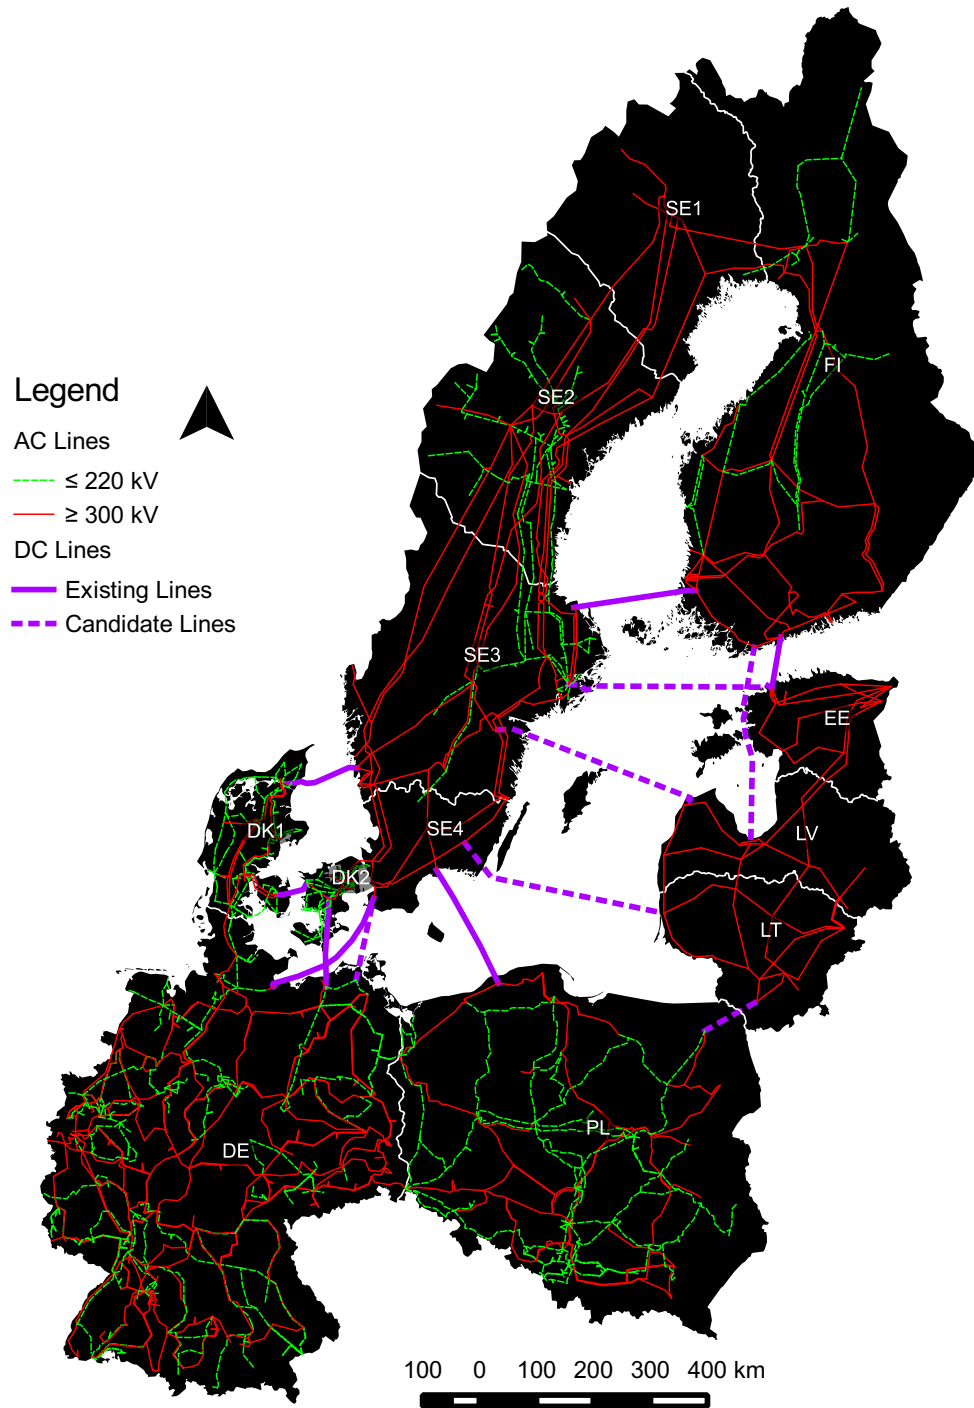 SE1
FI
Legend
SE2
AC Lines
≤ 220 kV
≥ 300 kV
DC Lines
Existing Lines
Candidate Lines
SE3
EE
DK1
SE4
LV
DK2
LT
PL
DE
100 0 100 200 300 400 km